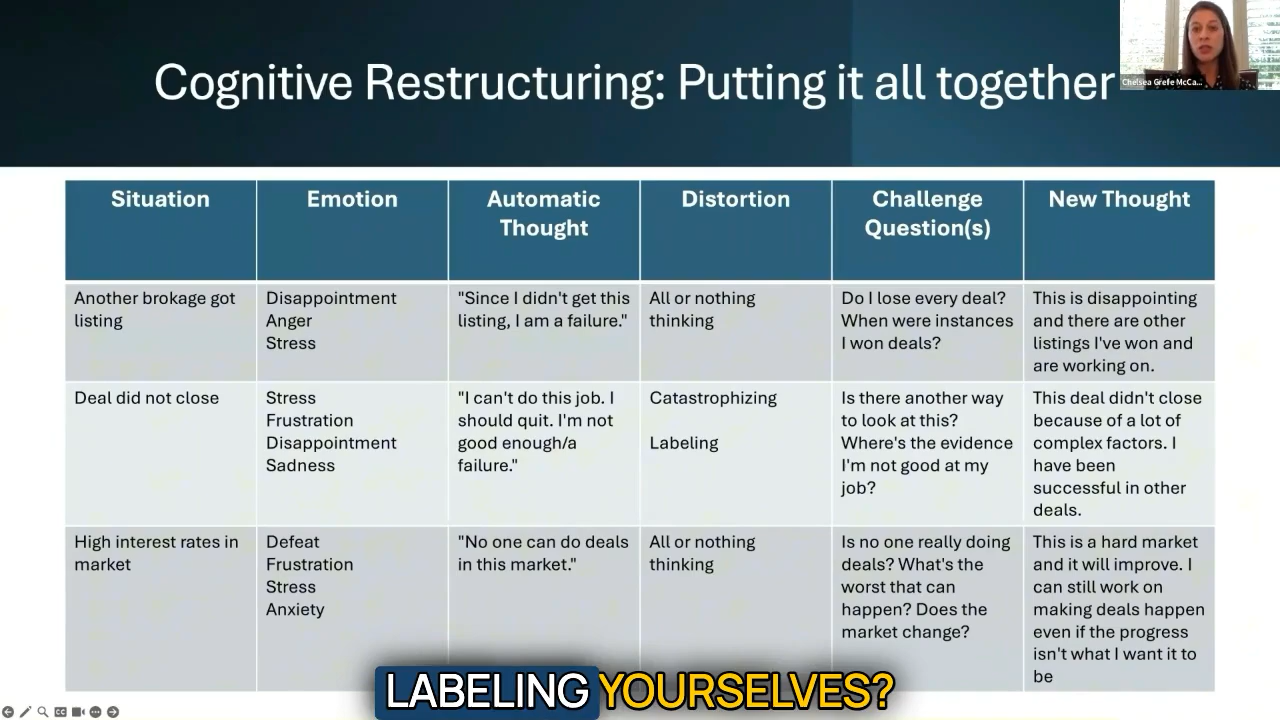 Cognitive Restructuring: Putting it all together
Chelsea Grefe McCa...
Situation
Emotion
Automatic
Thought
Distortion
Challenge
Question(s)
New Thought
Another brokage got
listing
Disappointment
Anger
Stress
"Since I didn't get this
listing, I am a failure."
All or nothing
thinking
Do I lose every deal?
When were instances
I won deals?
This is disappointing
and there are other
listings I've won and
are working on.
Deal did not close
Stress
Frustration
Disappointment
Sadness
"I can't do this job. I
should quit. I'm not
good enough/a
failure."
Catastrophizing
Labeling
Is there another way
to look at this?
Where's the evidence
I'm not good at my
job?
This deal didn't close
because of a lot of
complex factors. I
have been
successful in other
deals.
High interest rates in
market
Defeat
Frustration
Stress
Anxiety
"No one can do deals
in this market."
All or nothing
thinking
Is no one really doing
deals? What's the
worst that can
happen? Does the
market change?
This is a hard market
and it will improve. I
can still work on
making deals happen
even if the progress
isn't what I want it to
be
LABELING YOURSELVES?
CC